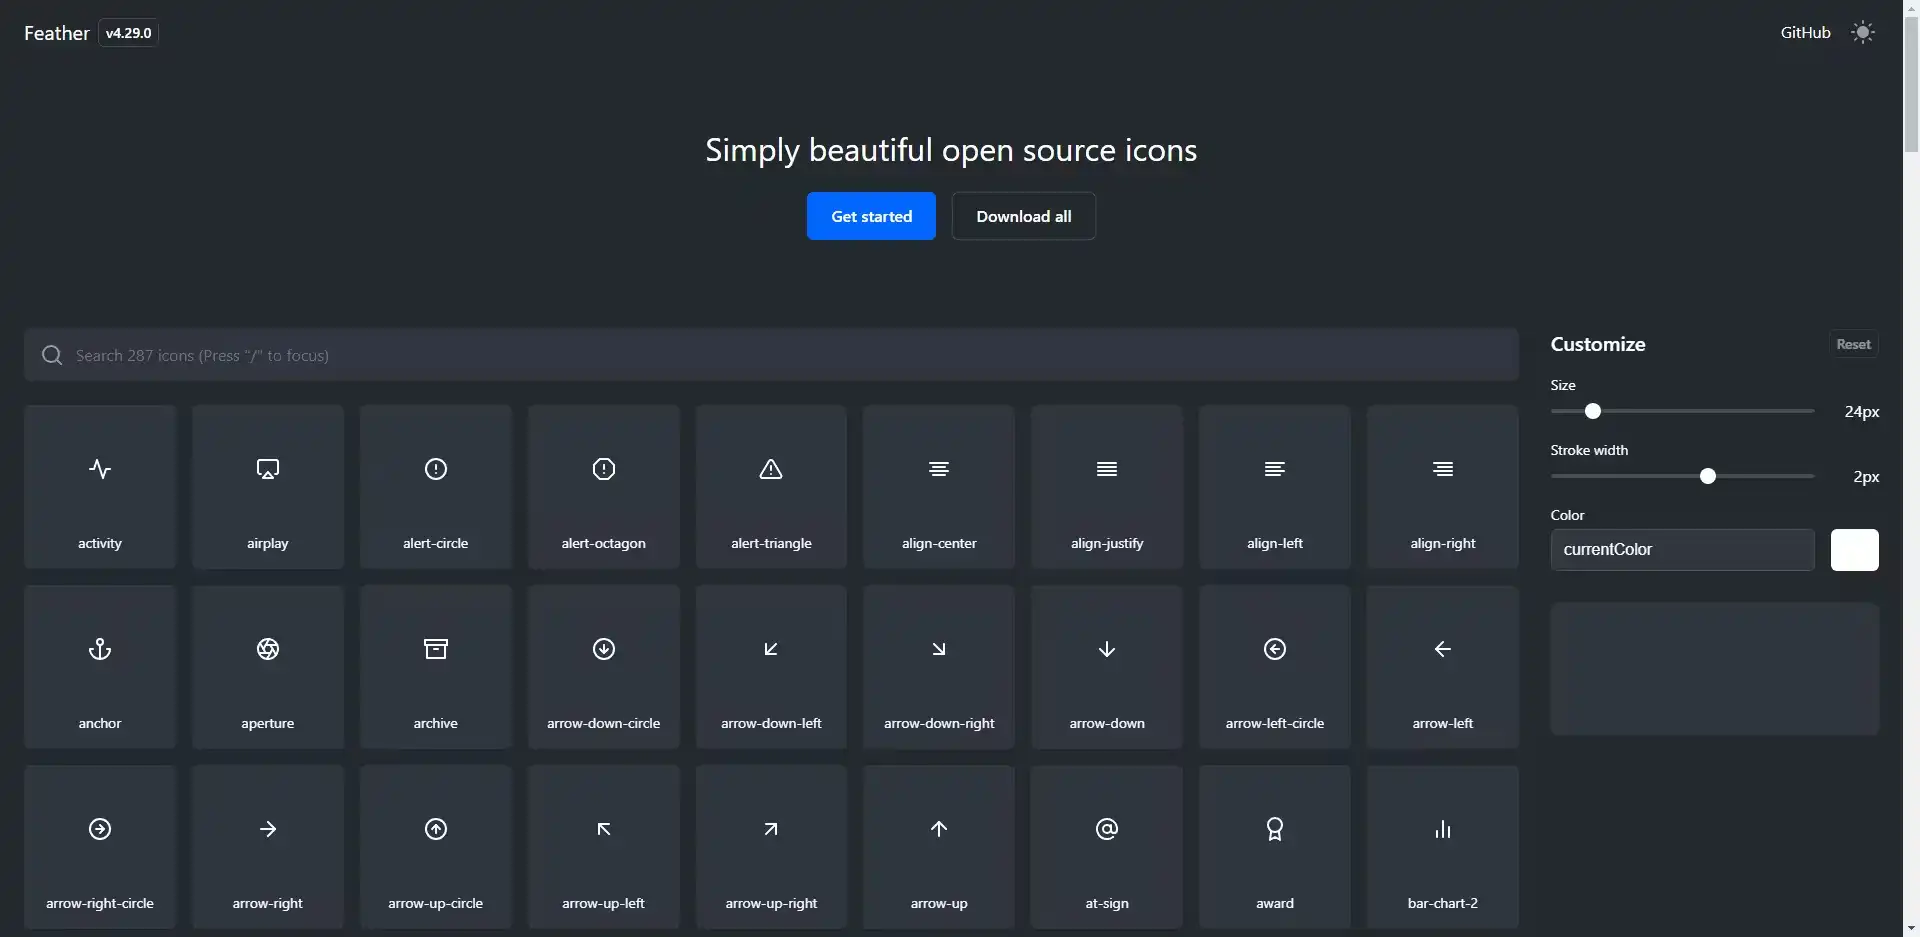 Feather v4.29.0
GitHub
Simply beautiful open source icons
Get started
Download all
Search 287 icons (Press "/" to focus)
Customize
Reset
Size
24px
Stroke width
2px
Color
currentColor
activity
airplay
alert-circle
alert-octagon
alert-triangle
align-center
align-justify
align-left
align-right
anchor
aperture
archive
arrow-down-circle
arrow-down-left
arrow-down-right
arrow-down
arrow-left-circle
arrow-left
arrow-right-circle
arrow-right
arrow-up-circle
arrow-up-left
arrow-up-right
arrow-up
at-sign
award
bar-chart-2